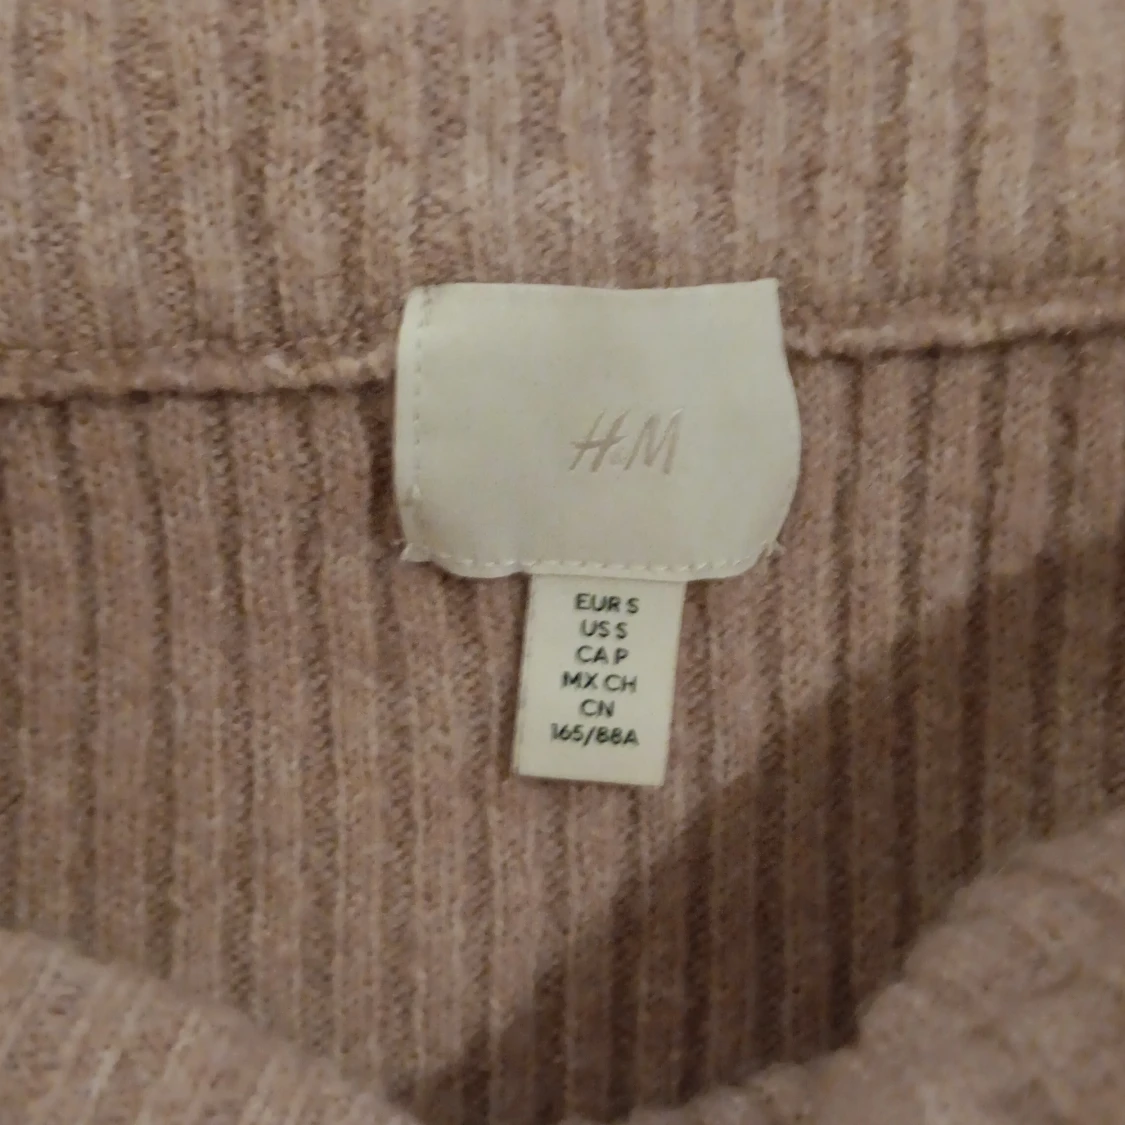 H&M
EUR S
US S
CA P
MX CH
CN
165/88A